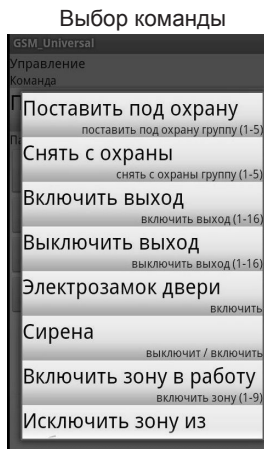 Выбор команды
GSM_Universal
Управление
Команда
Поставить под охрану
поставить под охрану группу (1-5)
Снять с охраны
снять с охраны группу (1-5)
Включить выход
включить выход (1-16)
Выключить выход
выключить выход (1-16)
Электрозамок двери
включить
Сирена
выключит / включить
Включить зону в работу
включить зону (1-9)
Исключить зону из